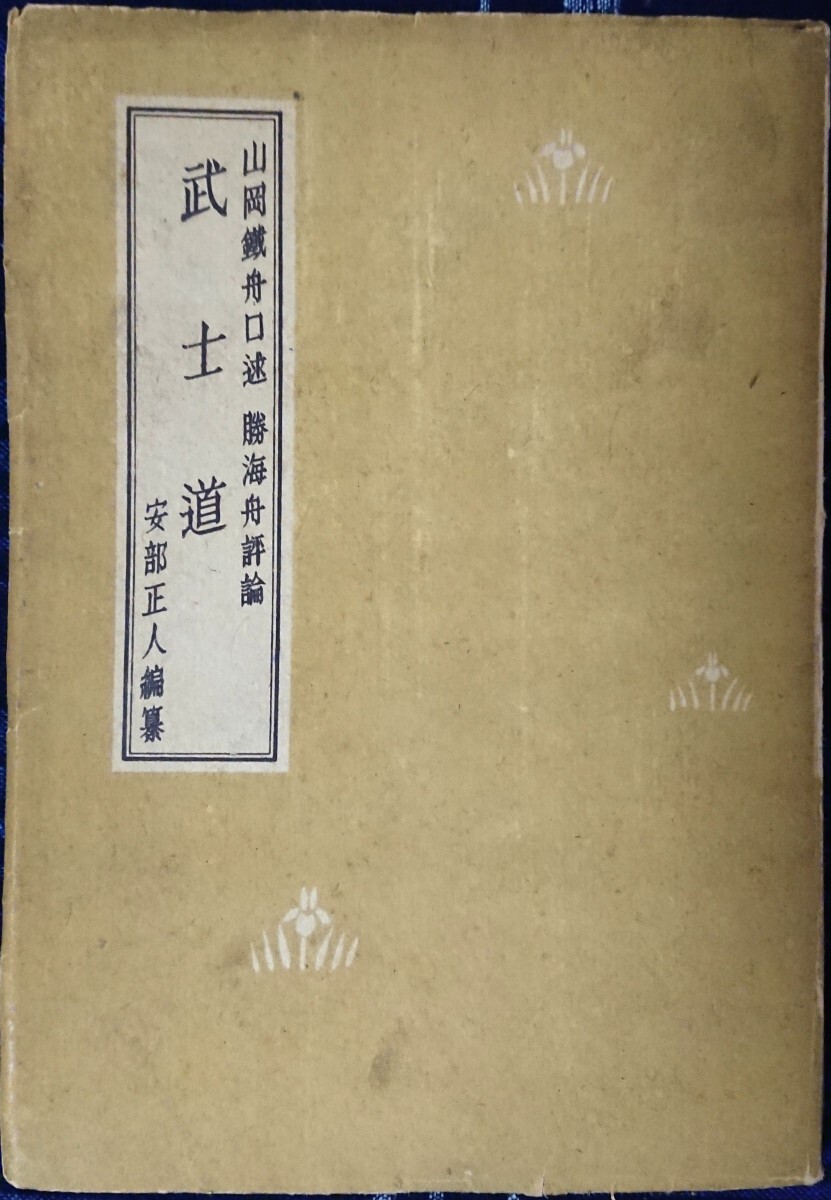 山岡鐵舟口述 勝海舟評論
武士道
安部正人編纂